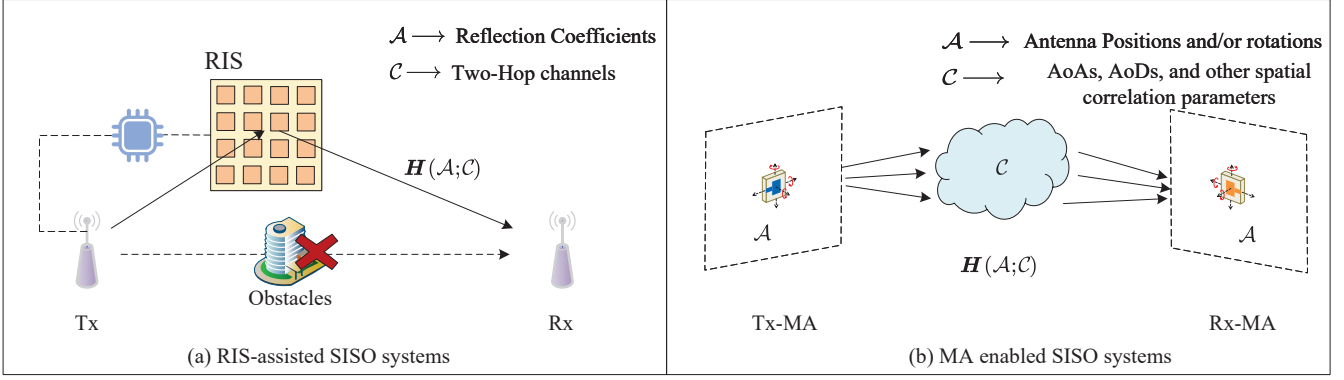 𝒜 ⟶ Reflection Coefficients
𝒞 ⟶ Two-Hop channels
RIS
𝑯(𝒜;𝒞)
Obstacles
Tx
Rx
(a) RIS-assisted SISO systems
𝒜 ⟶ Antenna Positions and/or rotations
𝒞 ⟶ AoAs, AoDs, and other spatial
correlation parameters
𝒞
𝒜
𝒜
𝑯(𝒜;𝒞)
Tx-MA
Rx-MA
(b) MA enabled SISO systems